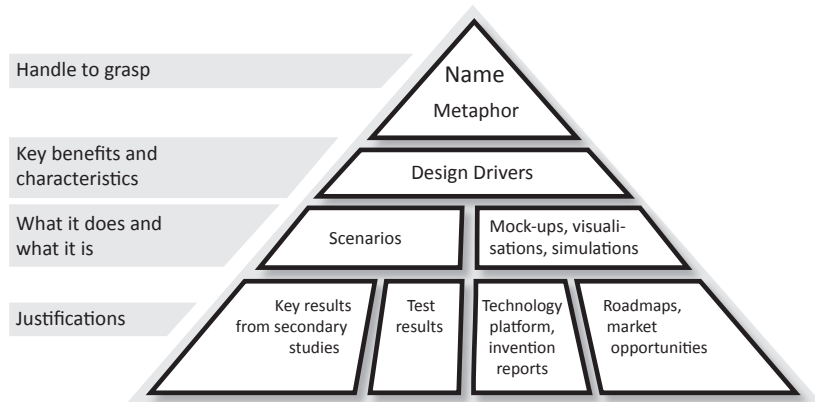 Handle to grasp
Name
Metaphor
Key benefits and
characteristics
Design Drivers
What it does and
what it is
Scenarios
Mock-ups, visuali-
sations, simulations
Justifications
Key results
from secondary
studies
Test
results
Technology
platform,
invention
reports
Roadmaps,
market
opportunities